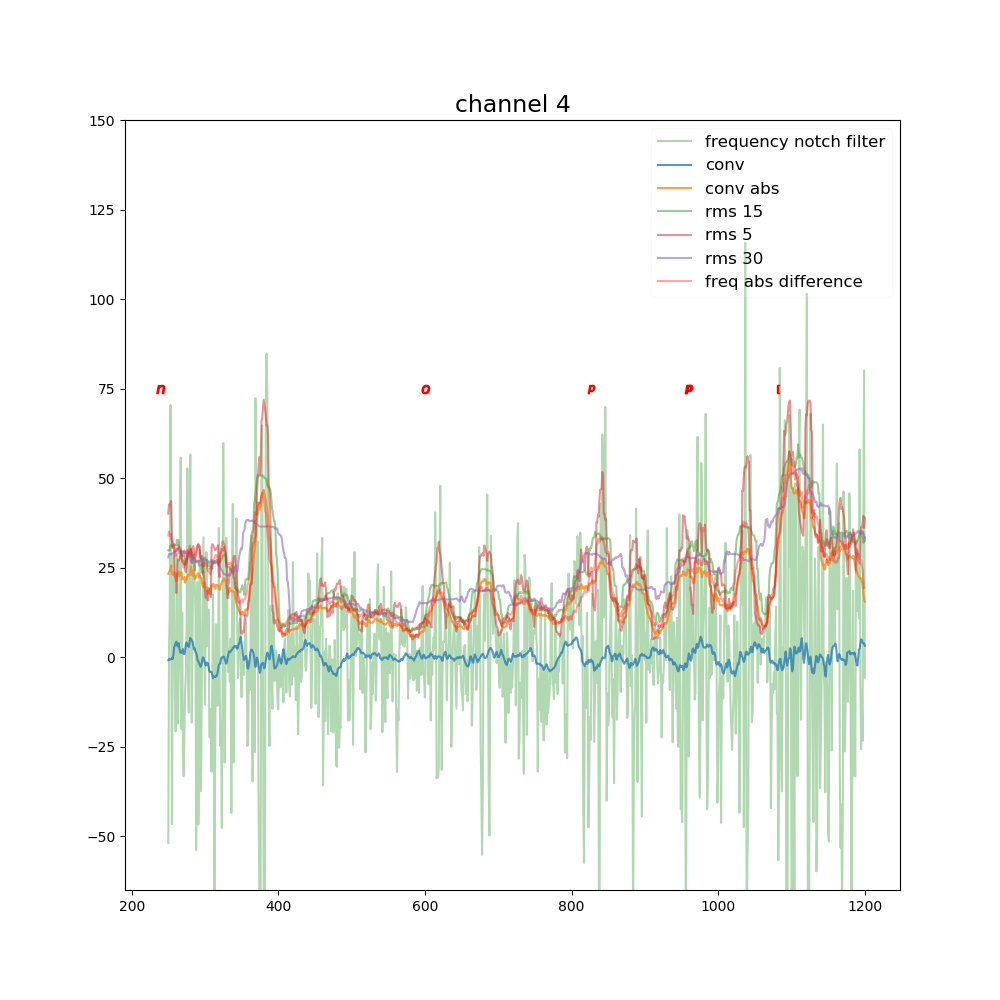 channel 4
150
125
100
75
50
25
0
−25
−50
200 400 600 800 1000 1200
frequency notch filter
conv
conv abs
rms 15
rms 5
rms 30
freq abs difference
n o P P